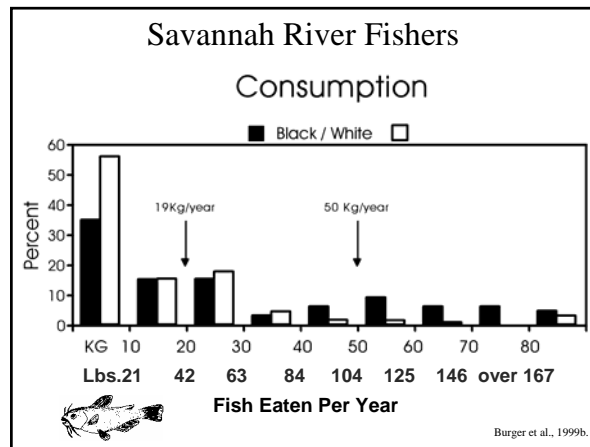 Savannah River Fishers
Consumption
Black / White
60
50
40
30
20
10
0
Percent
19Kg/year
50 Kg/year
KG 10 20 30 40 50 60 70 80
Lbs.21 42 63 84 104 125 146 over 167
Fish Eaten Per Year
Burger et al., 1999b.